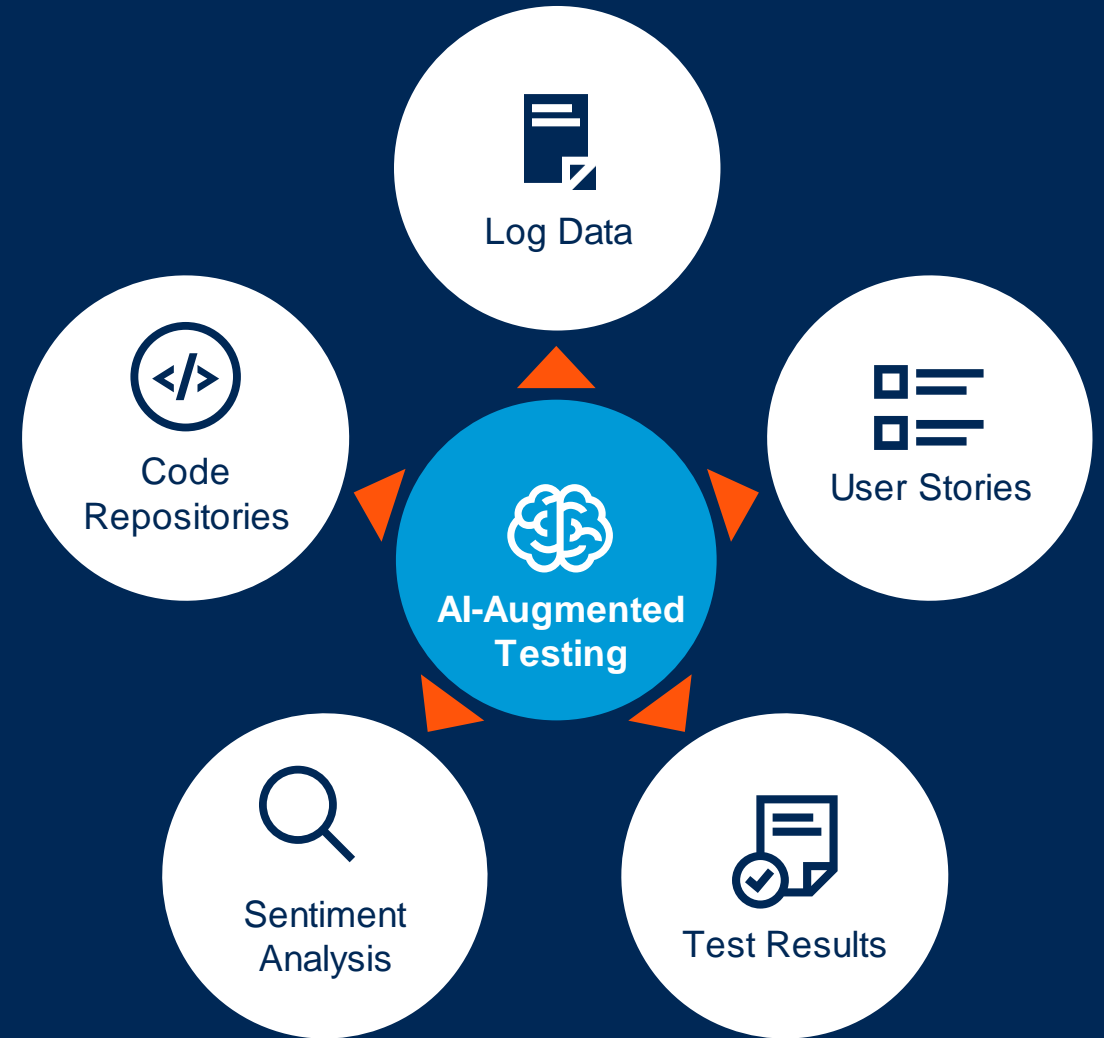 Log Data
Code
Repositories
User Stories
AI-Augmented
Testing
Sentiment
Analysis
Test Results